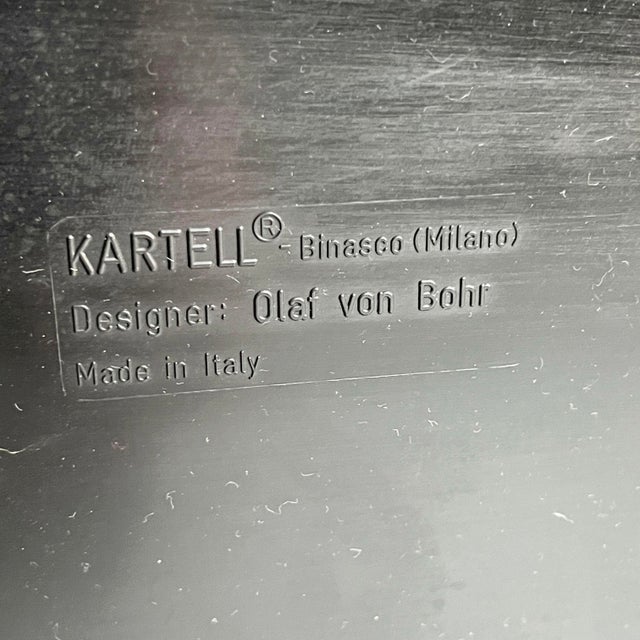 KARTELL® - Binasco (Milano)
Designer: Olaf von Bohr
Made in Italy